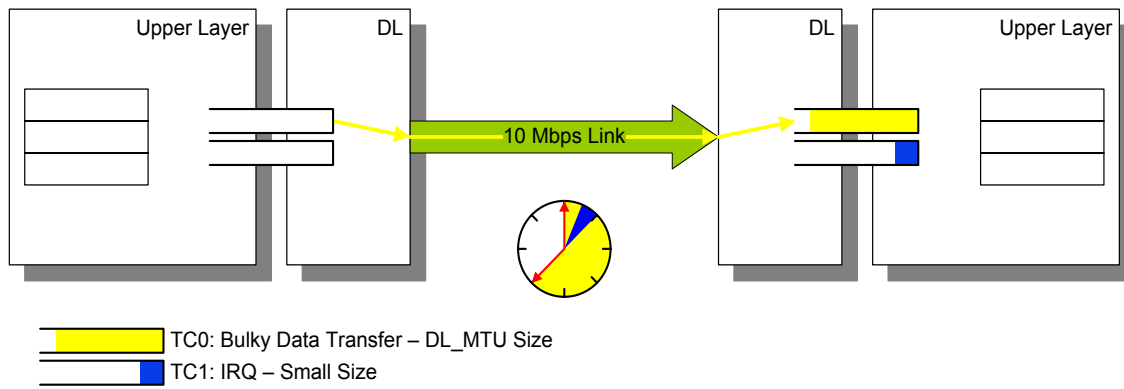 Upper Layer
DL
DL
Upper Layer
10 Mbps Link
TC0: Bulky Data Transfer – DL_MTU Size
TC1: IRQ – Small Size